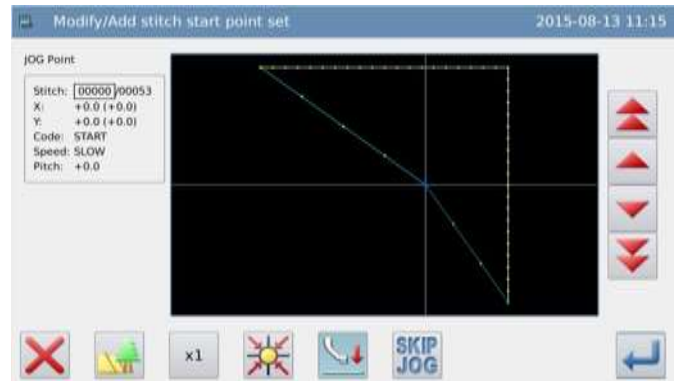 Modify/Add stitch start point set 2015-08-13 11:15
JOG Point
Stitch: 00000/00053
X: +0.0 (+0.0)
Y: +0.0 (+0.0)
Code: START
Speed: SLOW
Pitch: +0.0
x1
SKIP
JOG